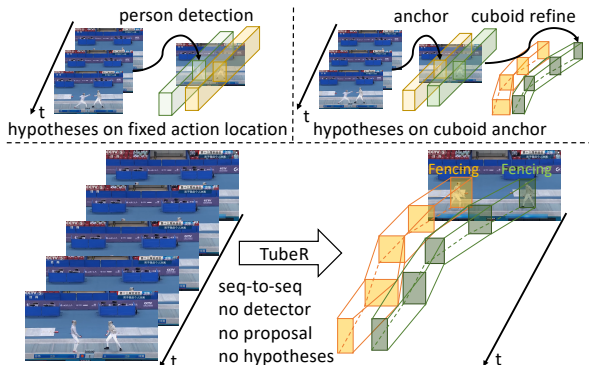 person detection
t
hypotheses on fixed action location
anchor
cuboid refine
t
hypotheses on cuboid anchor
Fencing
Fencing
TubeR
seq-to-seq
no detector
no proposal
no hypotheses
t
t